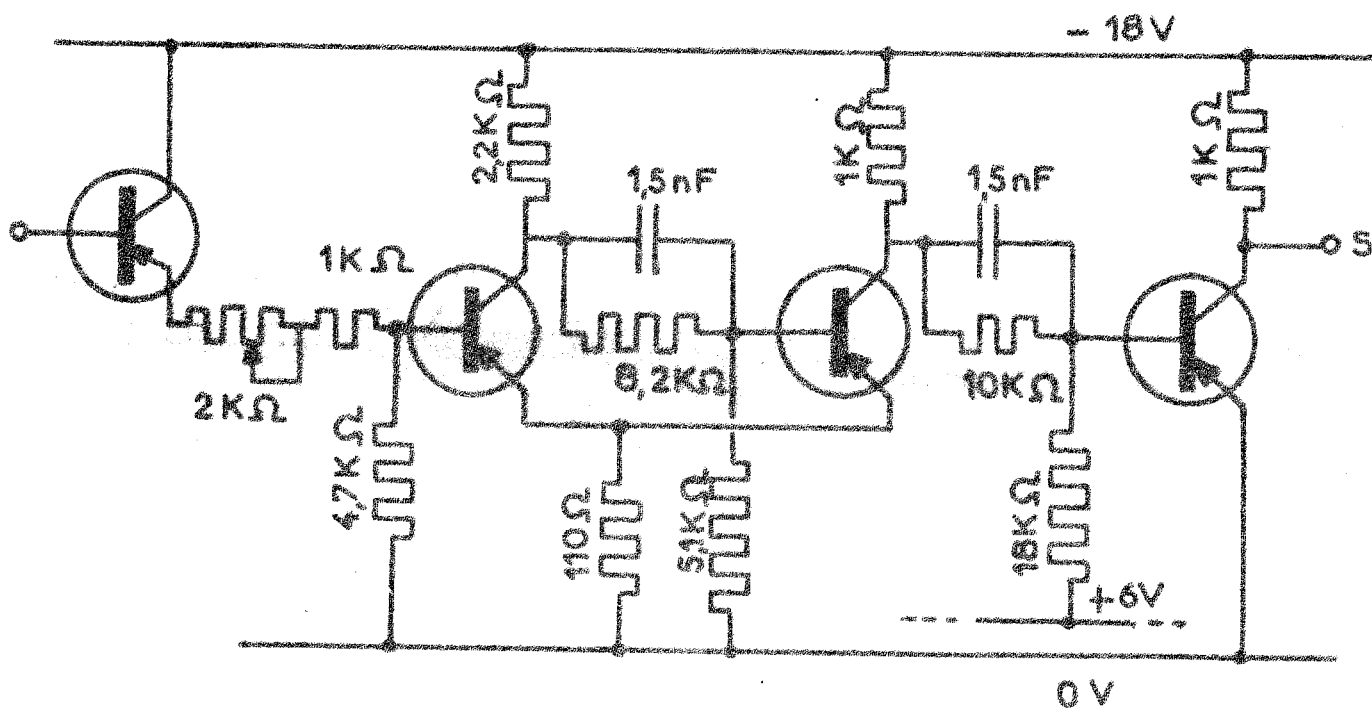 - 18V
2,2KΩ
1KΩ
1KΩ
1,5nF
1,5nF
1KΩ
S
2KΩ
8,2KΩ
10KΩ
4,7KΩ
110Ω
5,1KΩ
18KΩ
+6V
0V